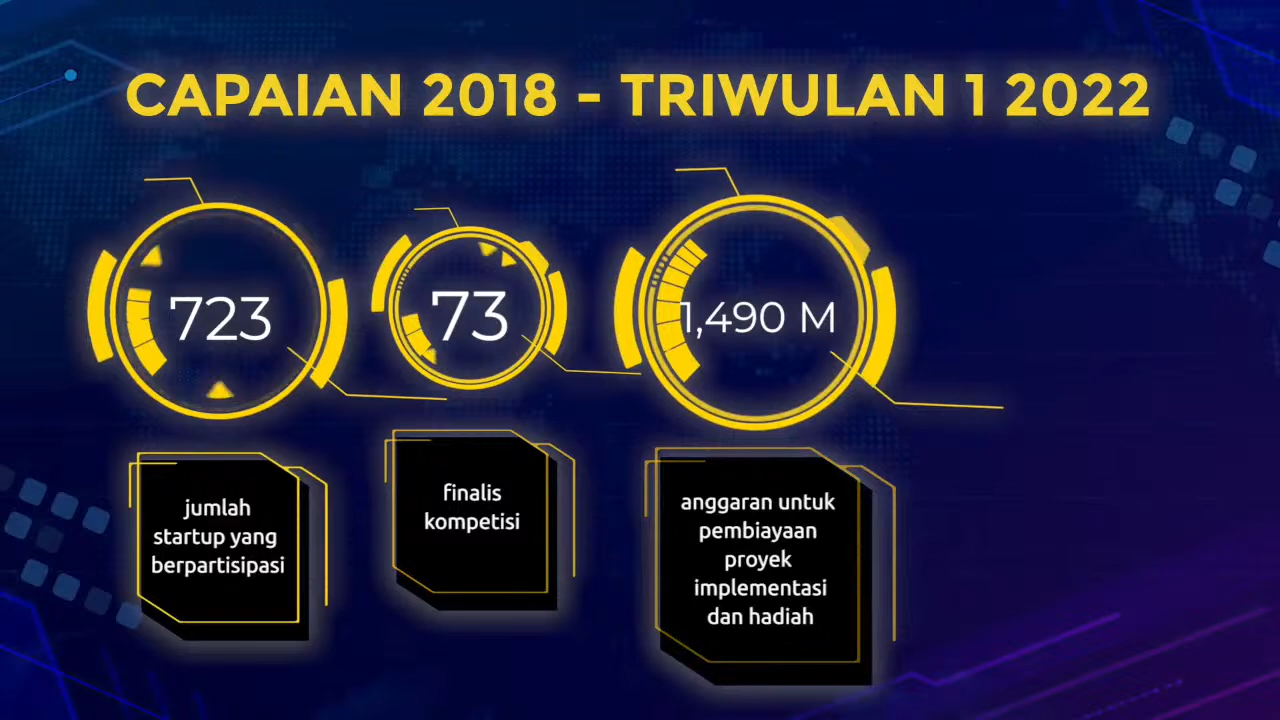 CAPAIAN 2018 - TRIWULAN 1 2022
723
73
1,490 M
jumlah
startup yang
berpartisipasi
finalis
kompetisi
anggaran untuk
pembiayaan
proyek
implementasi
dan hadiah